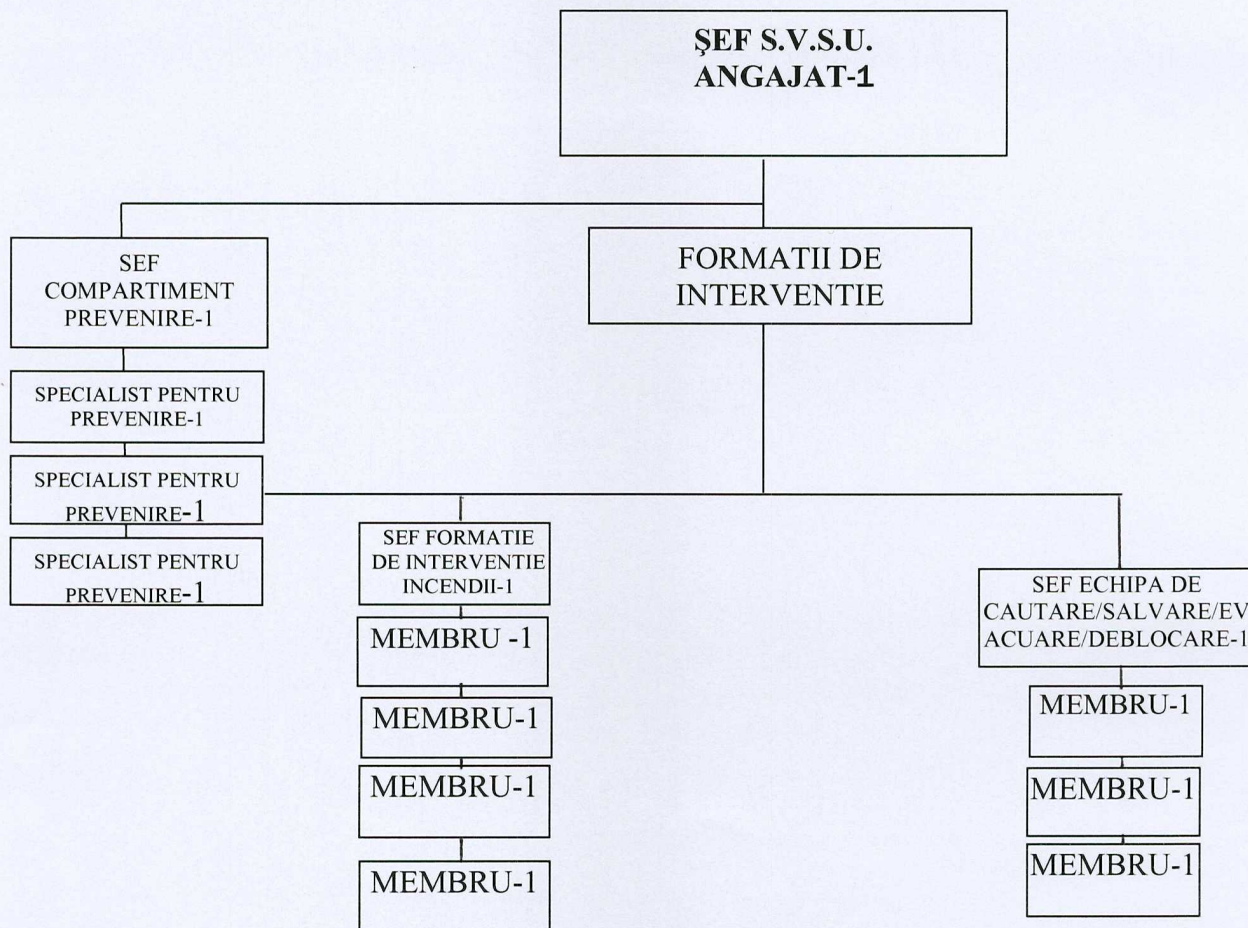 ŞEF S.V.S.U.
ANGAJAT-1
SEF
COMPARTIMENT
PREVENIRE-1
FORMATII DE
INTERVENTIE
SPECIALIST PENTRU
PREVENIRE-1
SPECIALIST PENTRU
PREVENIRE-1
SPECIALIST PENTRU
PREVENIRE-1
SEF FORMATIE
DE INTERVENTIE
INCENDII-1
MEMBRU -1
MEMBRU-1
MEMBRU-1
MEMBRU-1
SEF ECHIPA DE
CAUTARE/SALVARE/EV
ACUARE/DEBLOCARE-1
MEMBRU-1
MEMBRU-1
MEMBRU-1